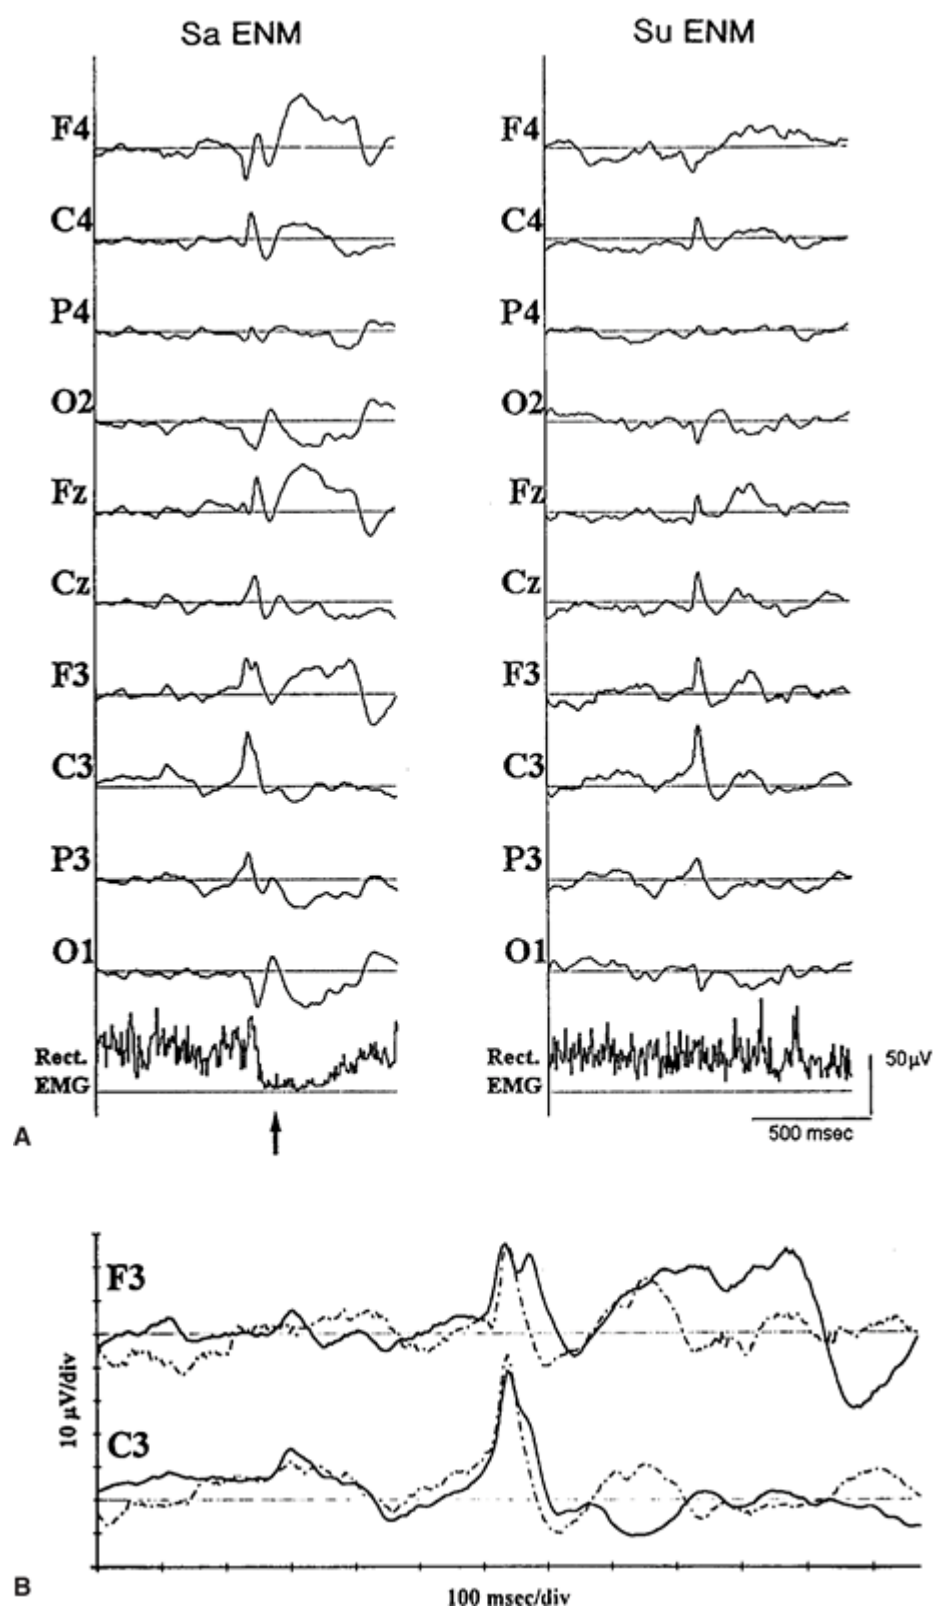 Sa ENM
Su ENM
F4
F4
C4
C4
P4
P4
O2
O2
Fz
Fz
Cz
Cz
F3
F3
C3
C3
P3
P3
O1
O1
Rect.
EMG
Rect.
EMG
50 µV
500 msec
A
F3
C3
10 µV/div
100 msec/div
B